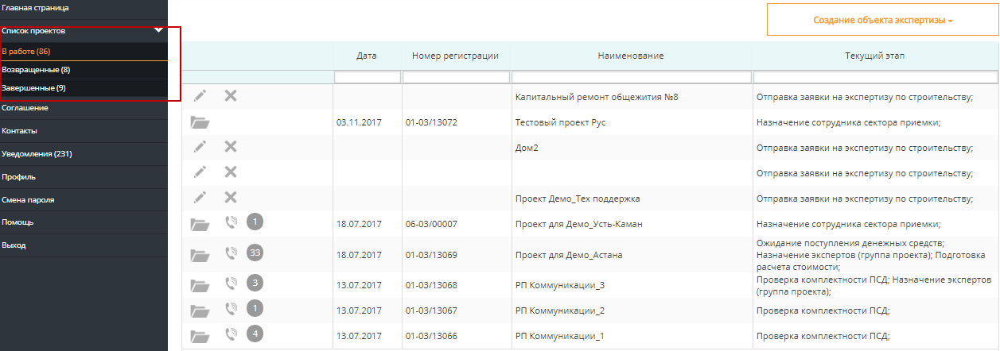 Главная страница
Список проектов
В работе (86)
Возвращенные (8)
Завершенные (9)
Соглашение
Контакты
Уведомления (231)
Профиль
Смена пароля
Помощь
Выход
Создание объекта экспертизы
Дата Номер регистрации Наименование Текущий этап
Капитальный ремонт общежития №8 Отправка заявки на экспертизу по строительству;
03.11.2017 01-03/13072 Тестовый проект Рус Назначение сотрудника сектора приемки;
Дом2 Отправка заявки на экспертизу по строительству;
Отправка заявки на экспертизу по строительству;
Проект Демо_Тех поддержка Отправка заявки на экспертизу по строительству;
1 18.07.2017 06-03/00007 Проект для Демо_Усть-Каман Назначение сотрудника сектора приемки;
33 18.07.2017 01-03/13069 Проект для Демо_Астана Ожидание поступления денежных средств;
Назначение экспертов (группа проекта); Подготовка
расчета стоимости;
3 13.07.2017 01-03/13068 РП Коммуникации_3 Проверка комплектности ПСД; Назначение экспертов
(группа проекта);
1 13.07.2017 01-03/13067 РП Коммуникации_2 Проверка комплектности ПСД;
4 13.07.2017 01-03/13066 РП Коммуникации_1 Проверка комплектности ПСД;